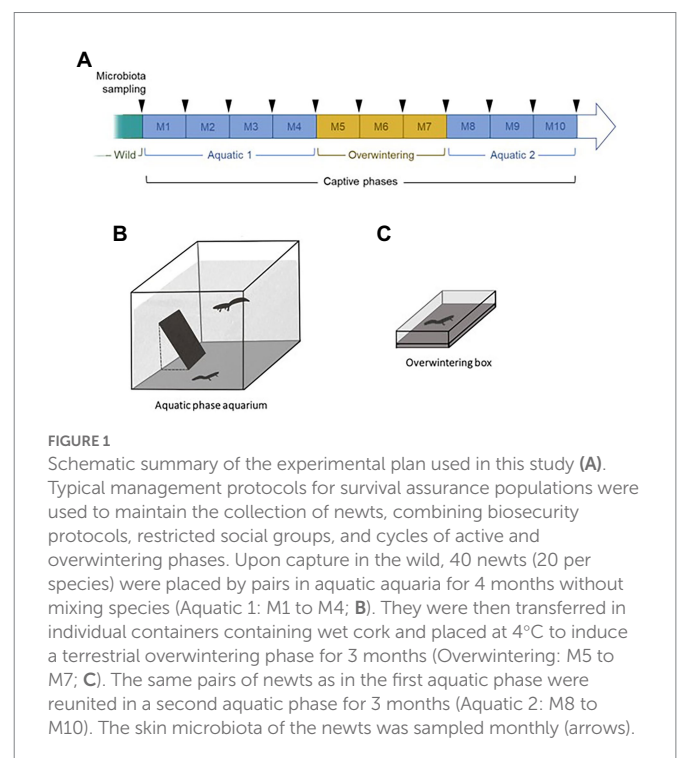 A
Microbiota
sampling
M1 M2 M3 M4 M5 M6 M7 M8 M9 M10
Wild Aquatic 1 Overwintering Aquatic 2
Captive phases
B C
Overwintering box
Aquatic phase aquarium
FIGURE 1
Schematic summary of the experimental plan used in this study (A).
Typical management protocols for survival assurance populations were
used to maintain the collection of newts, combining biosecurity
protocols, restricted social groups, and cycles of active and
overwintering phases. Upon capture in the wild, 40 newts (20 per
species) were placed by pairs in aquatic aquaria for 4 months without
mixing species (Aquatic 1: M1 to M4; B). They were then transferred in
individual containers containing wet cork and placed at 4°C to induce
a terrestrial overwintering phase for 3 months (Overwintering: M5 to
M7; C). The same pairs of newts as in the first aquatic phase were
reunited in a second aquatic phase for 3 months (Aquatic 2: M8 to
M10). The skin microbiota of the newts was sampled monthly (arrows).